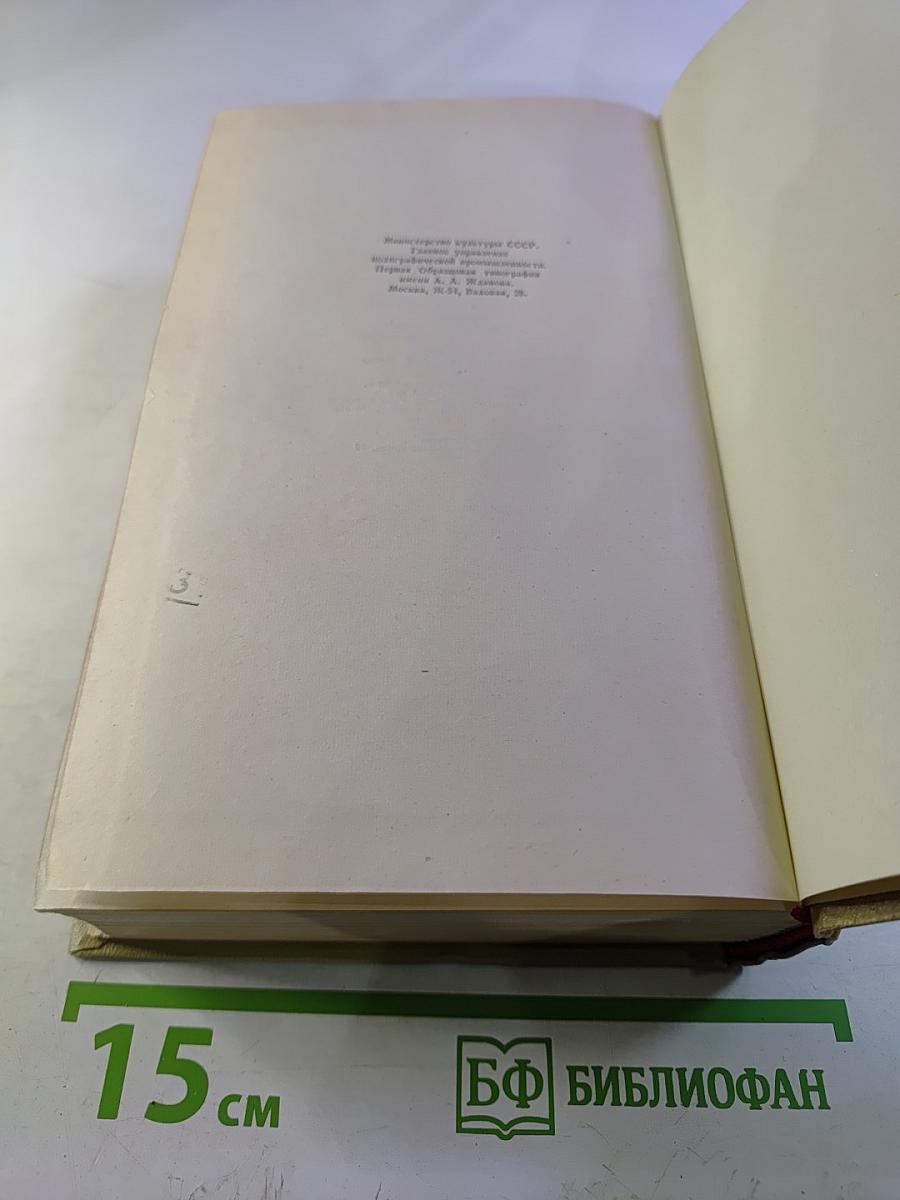 Министерство культуры СССР.
Главное управление
полиграфической промышленности.
Первая Образцовая типография
имени А. А. Жданова.
Москва, Ж-54, Валовая, 28.
15 см
БФ БИБЛИОФАН